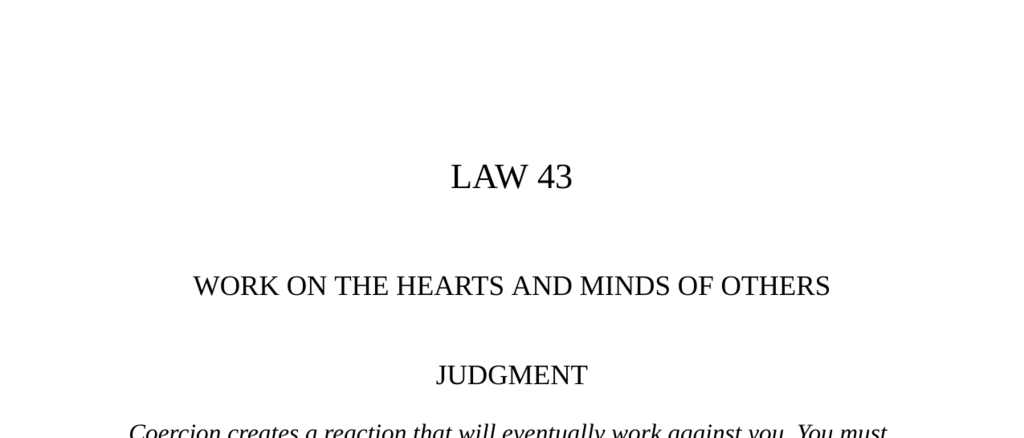 LAW 43
WORK ON THE HEARTS AND MINDS OF OTHERS
JUDGMENT
Coercion creates a reaction that will eventually work against you. You must